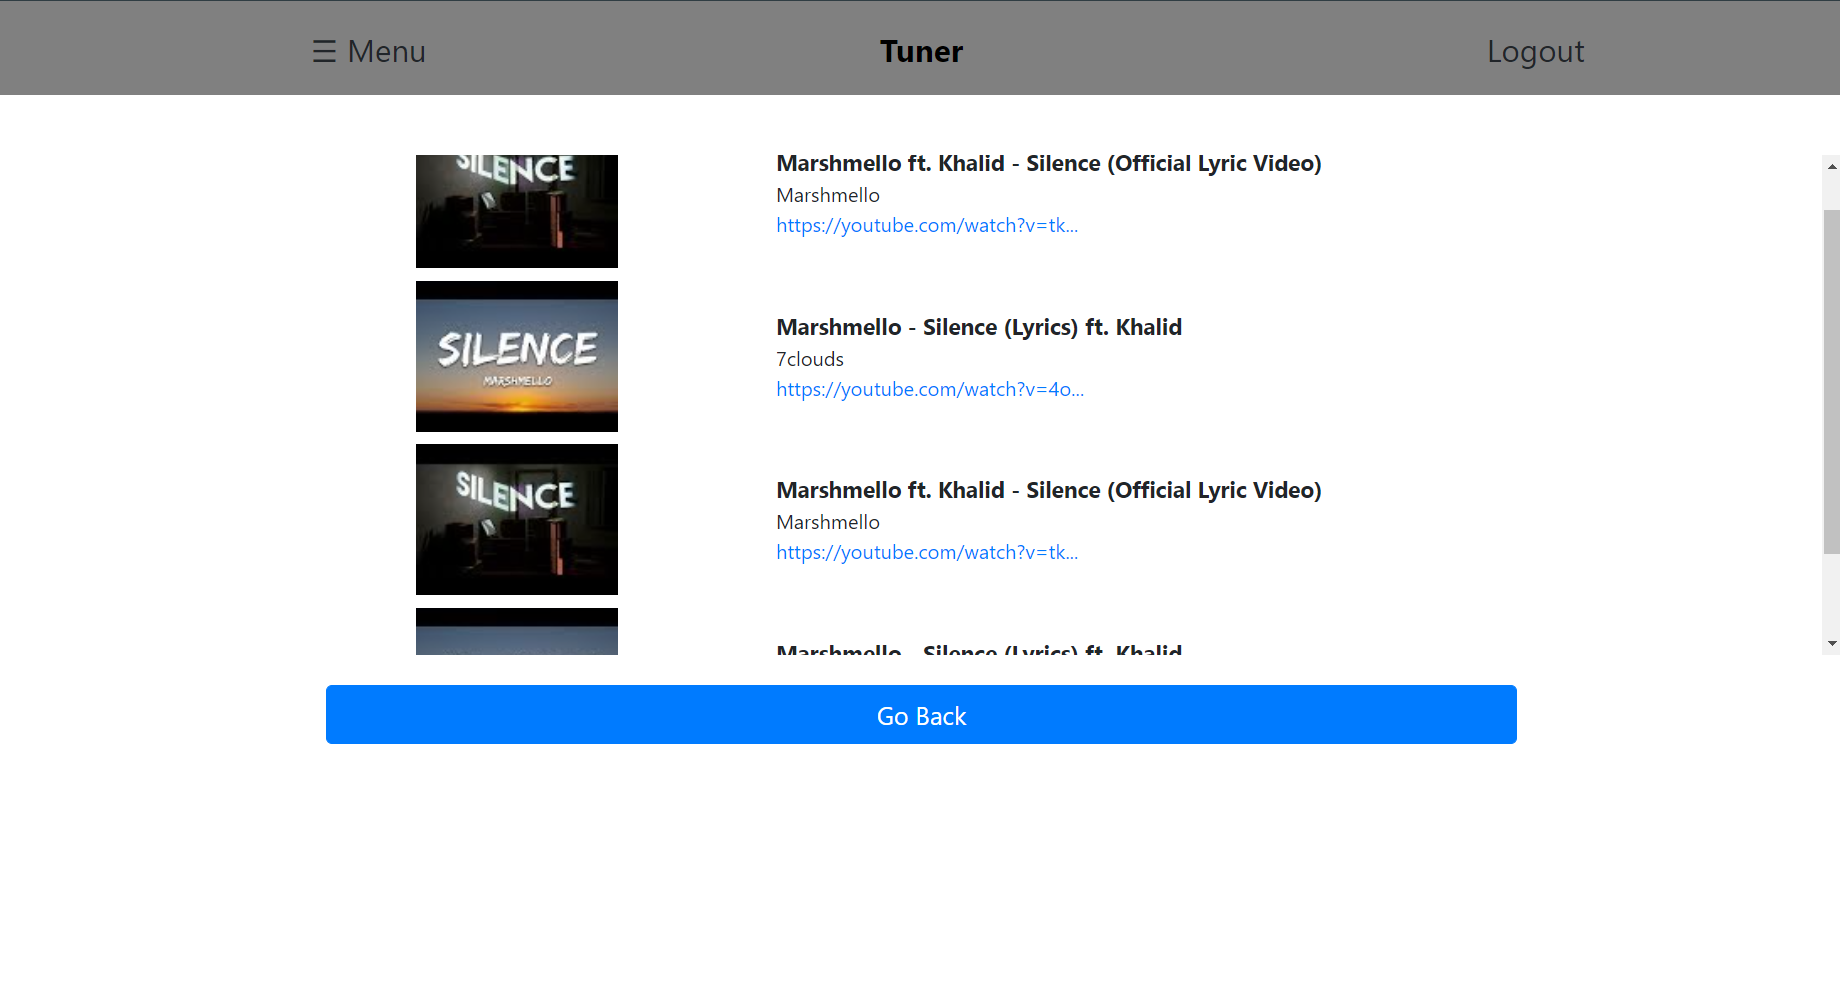 ☰ Menu
Tuner
Logout
SILENCE
Marshmello ft. Khalid - Silence (Official Lyric Video)
Marshmello
https://youtube.com/watch?v=tk...
SILENCE
MARSHMELLO
Marshmello - Silence (Lyrics) ft. Khalid
7clouds
https://youtube.com/watch?v=4o...
SILENCE
Marshmello ft. Khalid - Silence (Official Lyric Video)
Marshmello
https://youtube.com/watch?v=tk...
Marshmello - Silence (Lyrics) ft. Khalid
Go Back